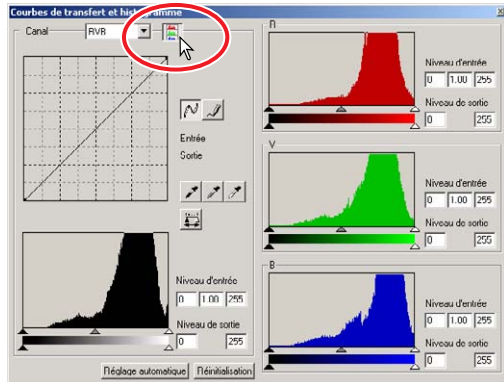 Courbes de transfert et histogramme
Canal RVB
Entrée
Sortie
Niveau d'entrée
0 1.00 255
Niveau de sortie
0 255
Réglage automatique Réinitialisation
R
Niveau d'entrée
0 1.00 255
Niveau de sortie
0 255
V
Niveau d'entrée
0 1.00 255
Niveau de sortie
0 255
B
Niveau d'entrée
0 1.00 255
Niveau de sortie
0 255